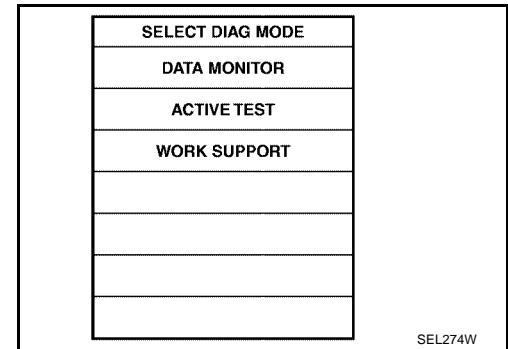 SELECT DIAG MODE
DATA MONITOR
ACTIVE TEST
WORK SUPPORT
SEL274W